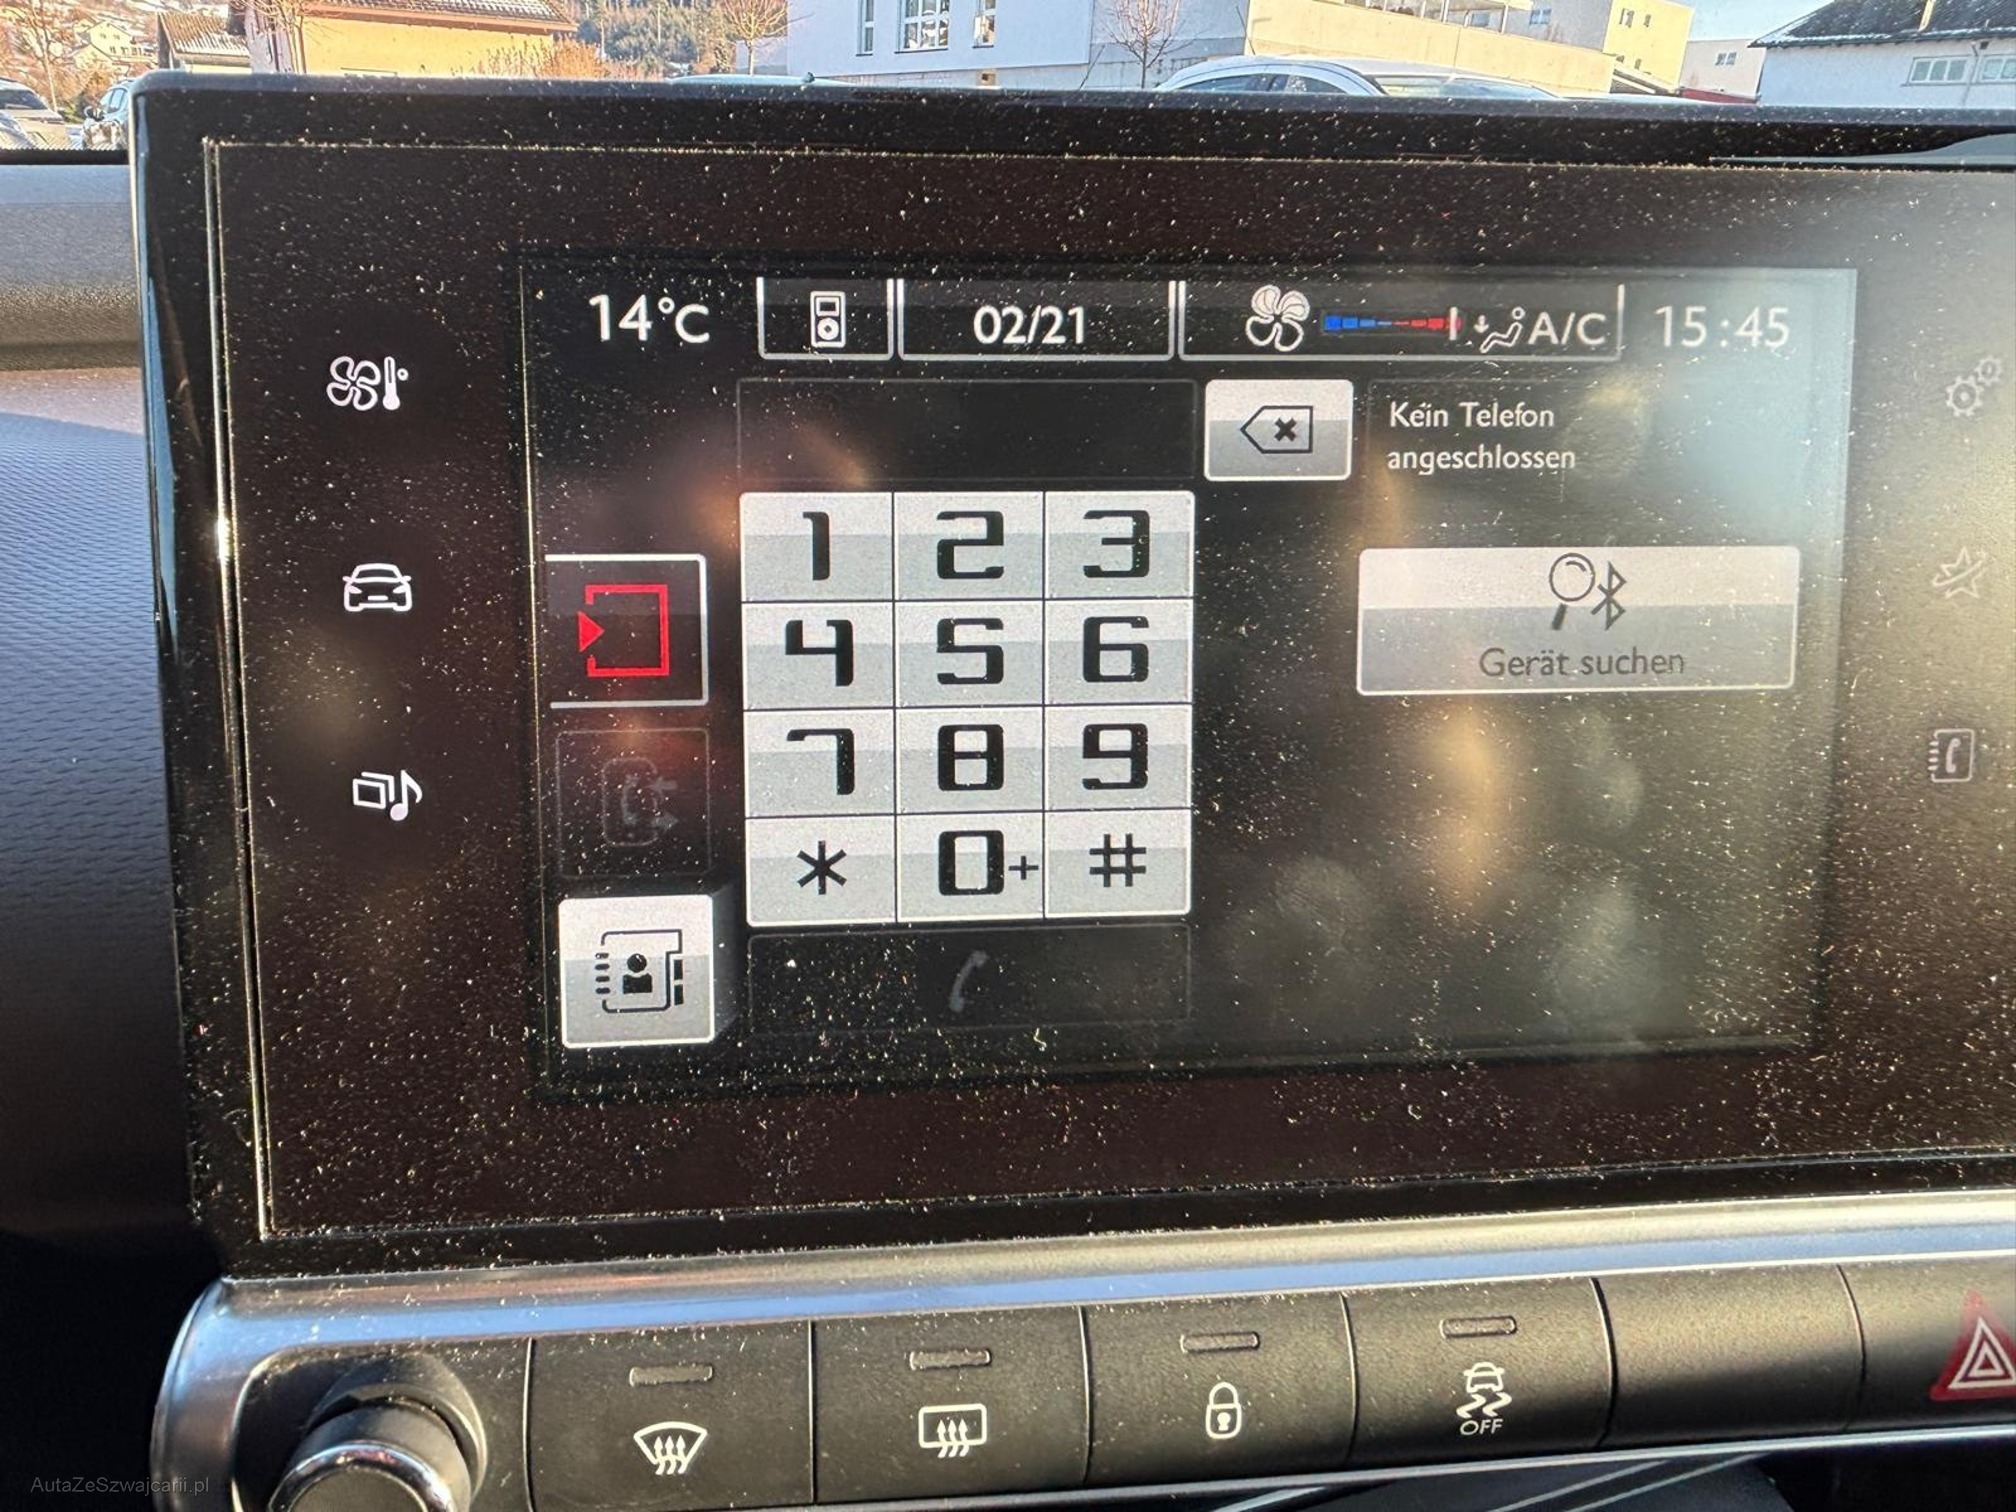 14°C
02/21
A/C
15:45
Kein Telefon
angeschlossen
1 2 3
4 5 6
7 8 9
* 0+ #
Gerät suchen
OFF
AutaZeSzwajcarii.pl